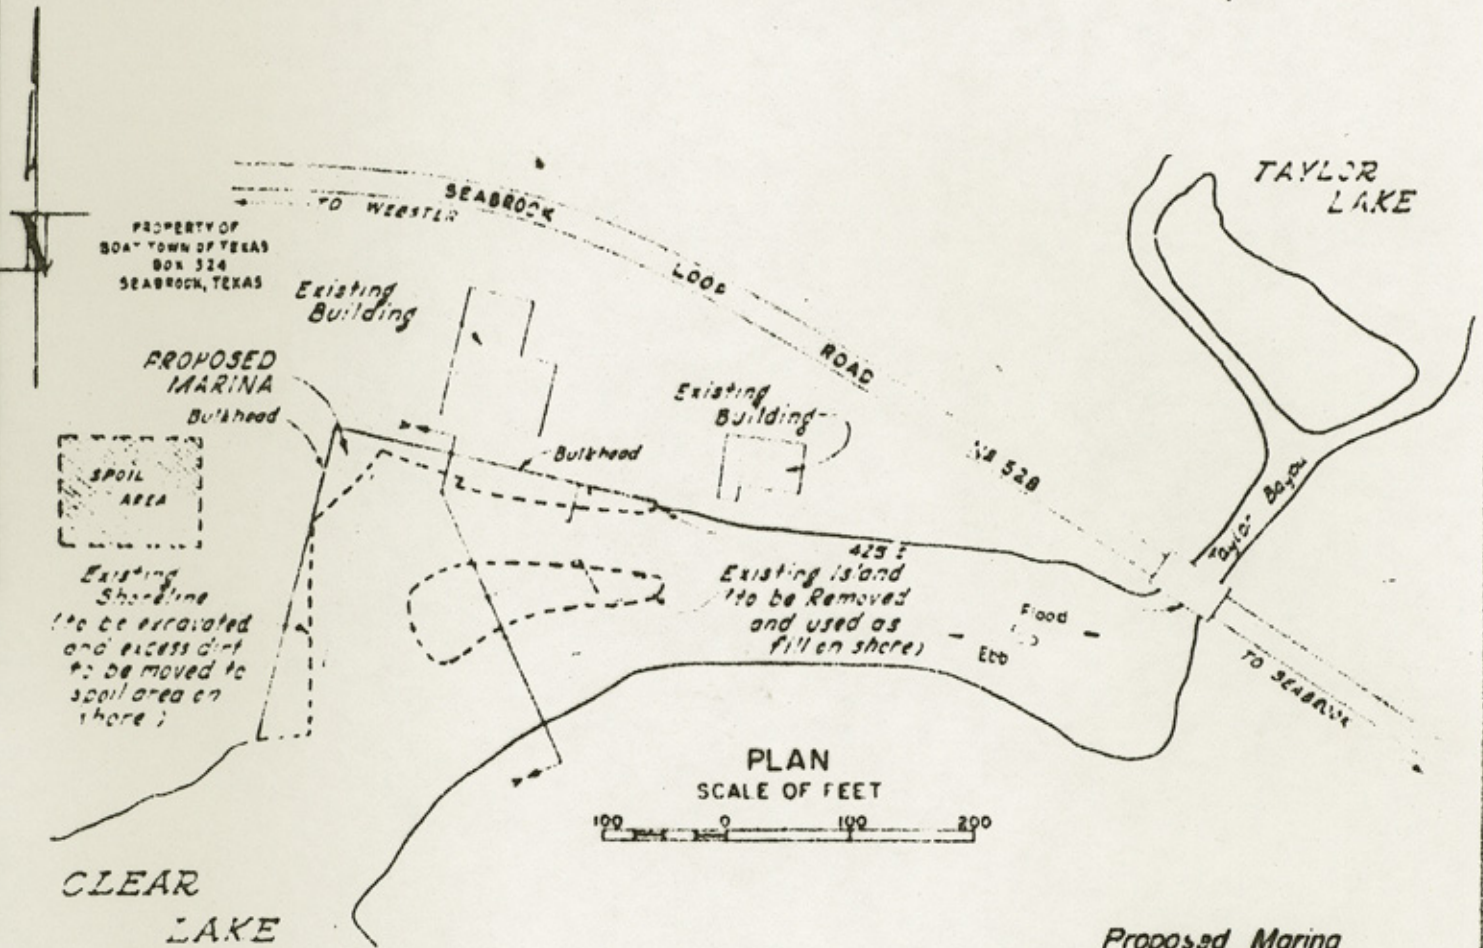 TAYLOR
LAKE
SEABROCK
TO WEBSTER
PROPERTY OF
BOAT TOWN OF TEXAS
BOX 324
SEABROOK, TEXAS
Existing
Building
LOOP
PROPOSED
MARINA
Bulkhead
ROAD
Existing
Building
Bulkhead
528
SPOIL
AREA
Taylor Bayou
425 ±
Existing
Shoreline
(to be excavated
and excess dirt
to be moved to
spoil area on
shore)
Existing Island
(to be Removed
and used as
fill on shore)
Flood
Ebb
TO SEABROOK
PLAN
SCALE OF FEET
100 0 100 200
CLEAR
LAKE
Proposed Marina
N